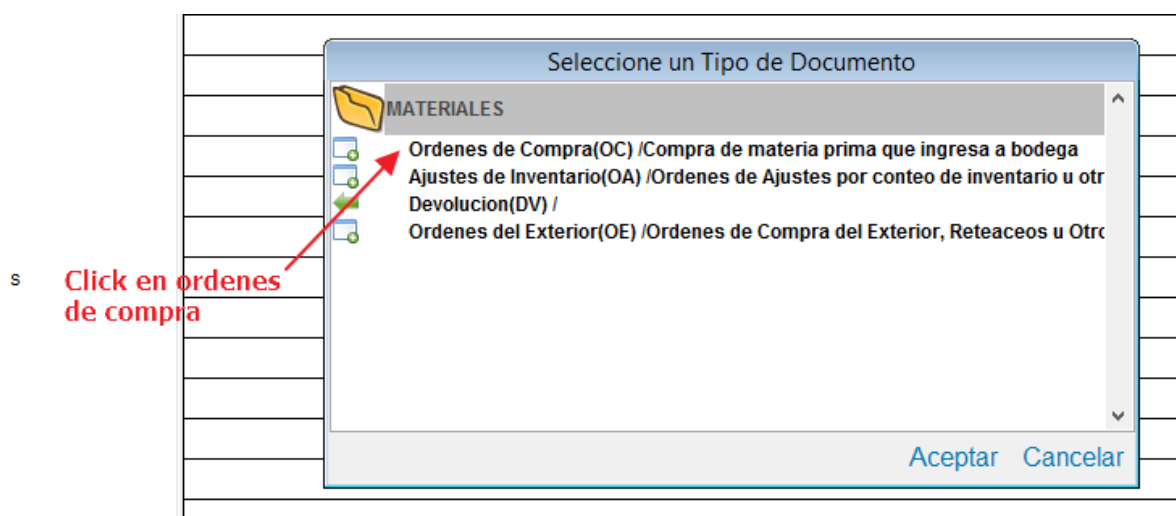 Seleccione un Tipo de Documento
MATERIALES
Ordenes de Compra(OC) /Compra de materia prima que ingresa a bodega
Ajustes de Inventario(OA) /Ordenes de Ajustes por conteo de inventario u otr
Devolucion(DV) /
Ordenes del Exterior(OE) /Ordenes de Compra del Exterior, Reteaceos u Otro
s
Click en ordenes
de compra
Aceptar Cancelar